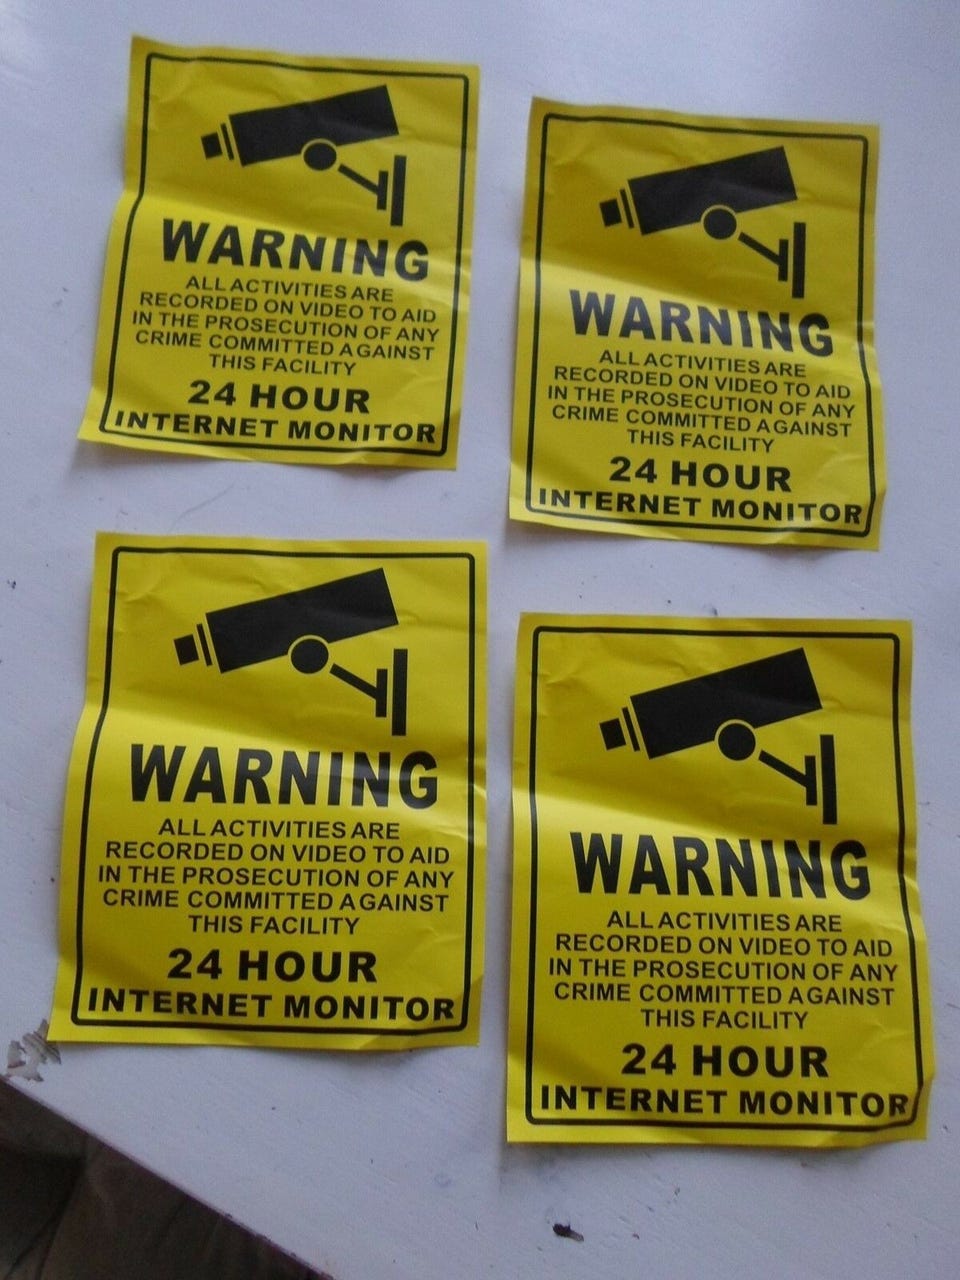 WARNING
ALL ACTIVITIES ARE
RECORDED ON VIDEO TO AID
IN THE PROSECUTION OF ANY
CRIME COMMITTED AGAINST
THIS FACILITY
24 HOUR
INTERNET MONITOR
WARNING
ALL ACTIVITIES ARE
RECORDED ON VIDEO TO AID
IN THE PROSECUTION OF ANY
CRIME COMMITTED AGAINST
THIS FACILITY
24 HOUR
INTERNET MONITOR
WARNING
ALL ACTIVITIES ARE
RECORDED ON VIDEO TO AID
IN THE PROSECUTION OF ANY
CRIME COMMITTED AGAINST
THIS FACILITY
24 HOUR
INTERNET MONITOR
WARNING
ALL ACTIVITIES ARE
RECORDED ON VIDEO TO AID
IN THE PROSECUTION OF ANY
CRIME COMMITTED AGAINST
THIS FACILITY
24 HOUR
INTERNET MONITOR